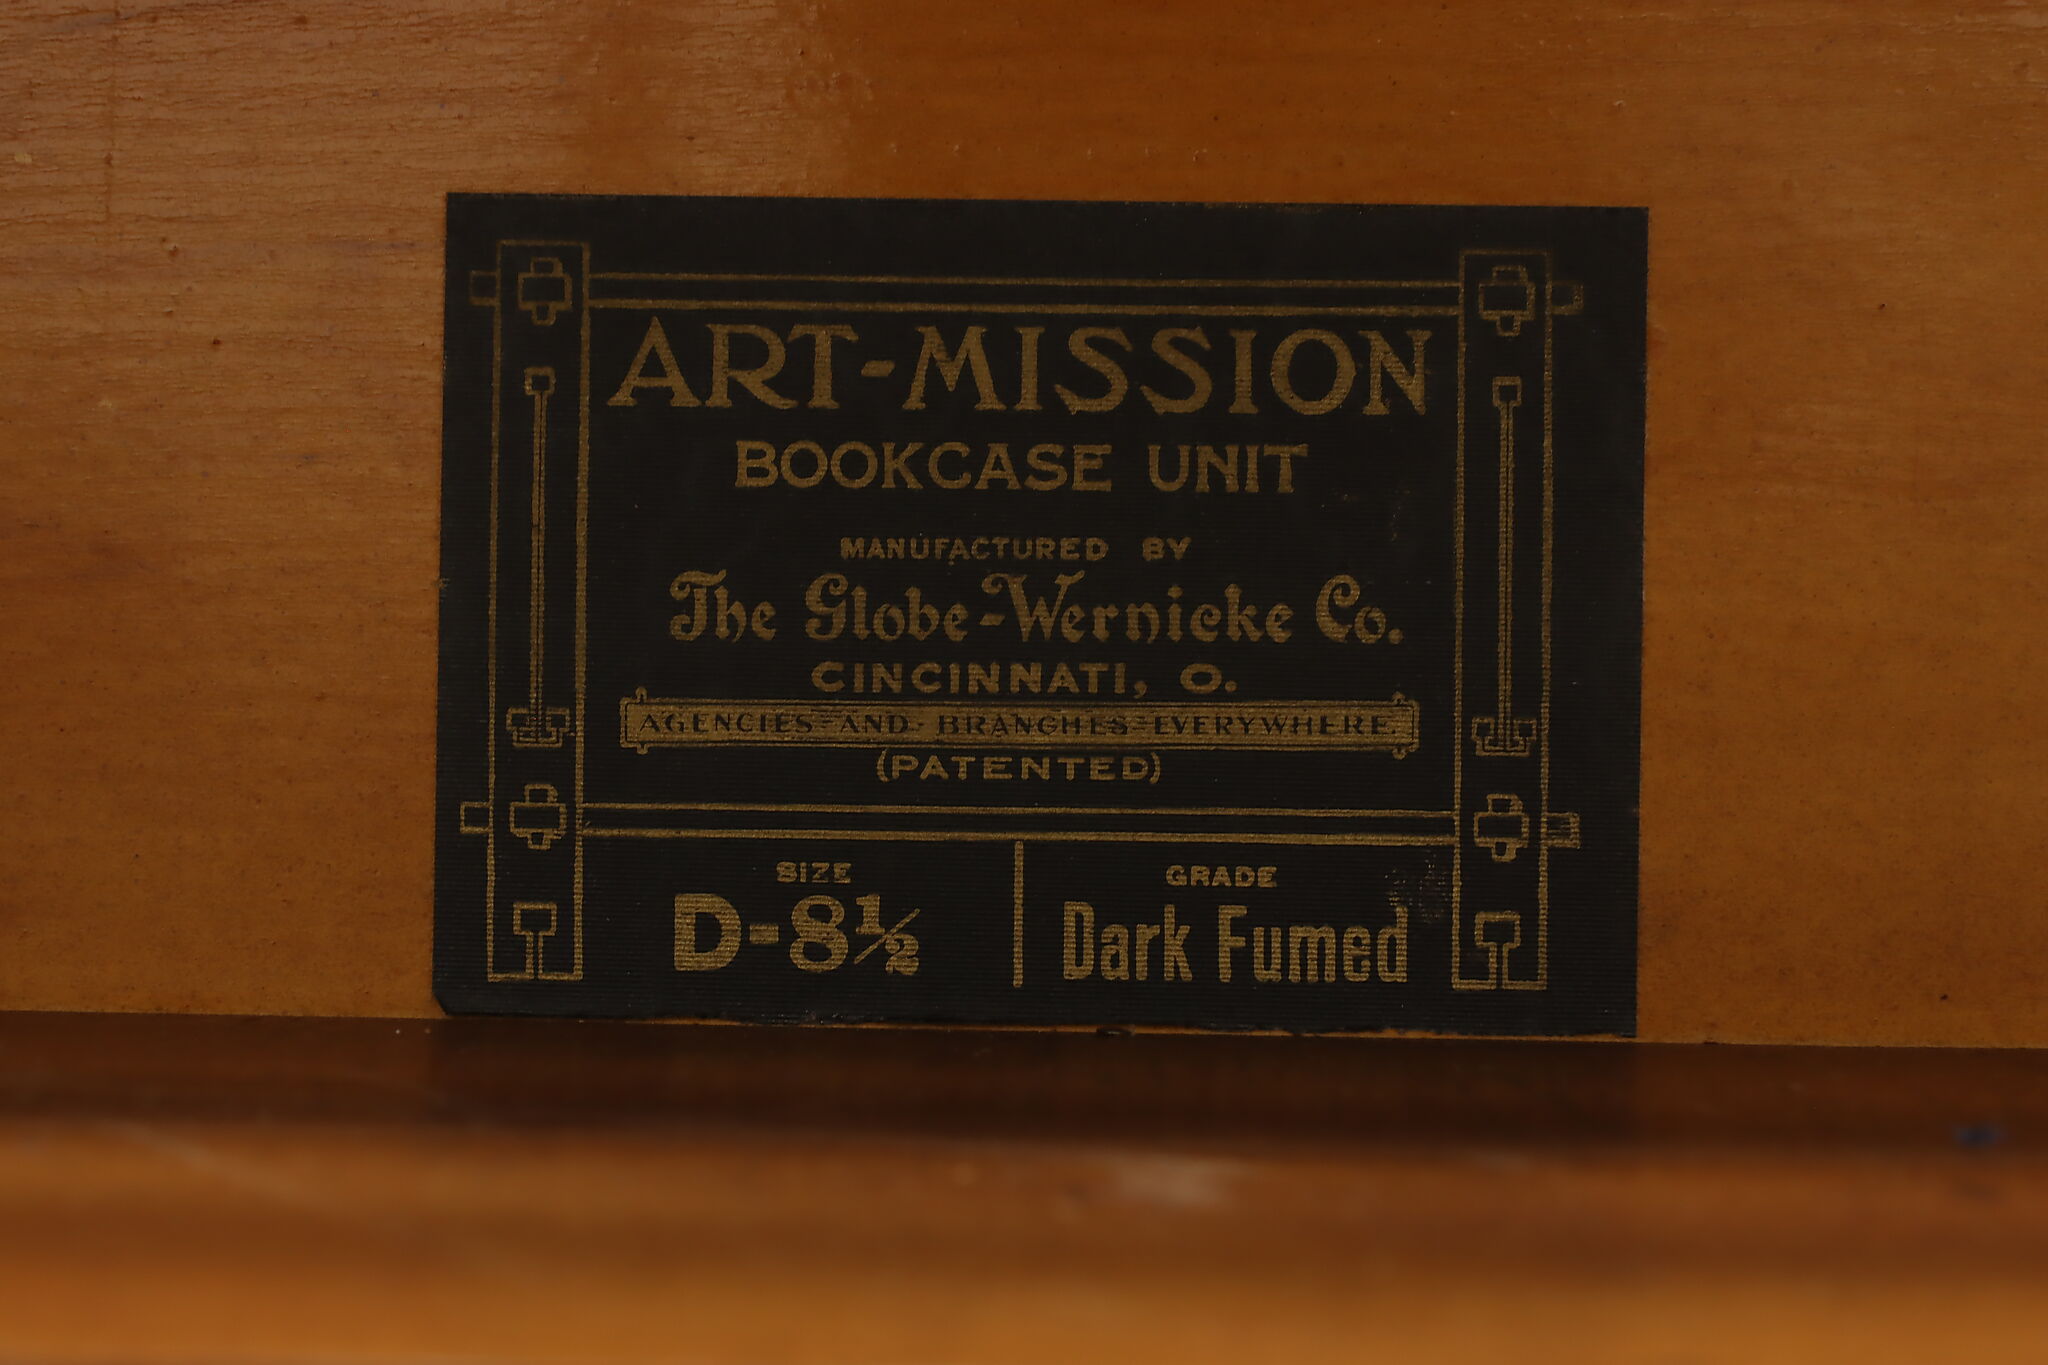 ART-MISSION
BOOKCASE UNIT
MANUFACTURED BY
The Globe-Wernicke Co.
CINCINNATI, O.
AGENCIES-AND-BRANCHES-EVERYWHERE.
(PATENTED)
SIZE
D-8½
GRADE
Dark Fumed